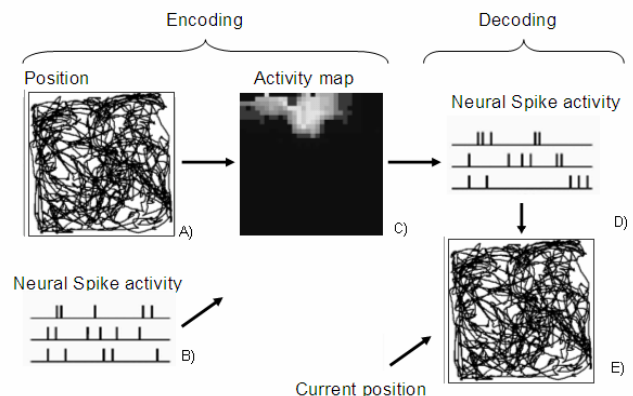 Encoding
Decoding
Position
Activity map
Neural Spike activity
A)
C)
D)
Neural Spike activity
B)
E)
Current position